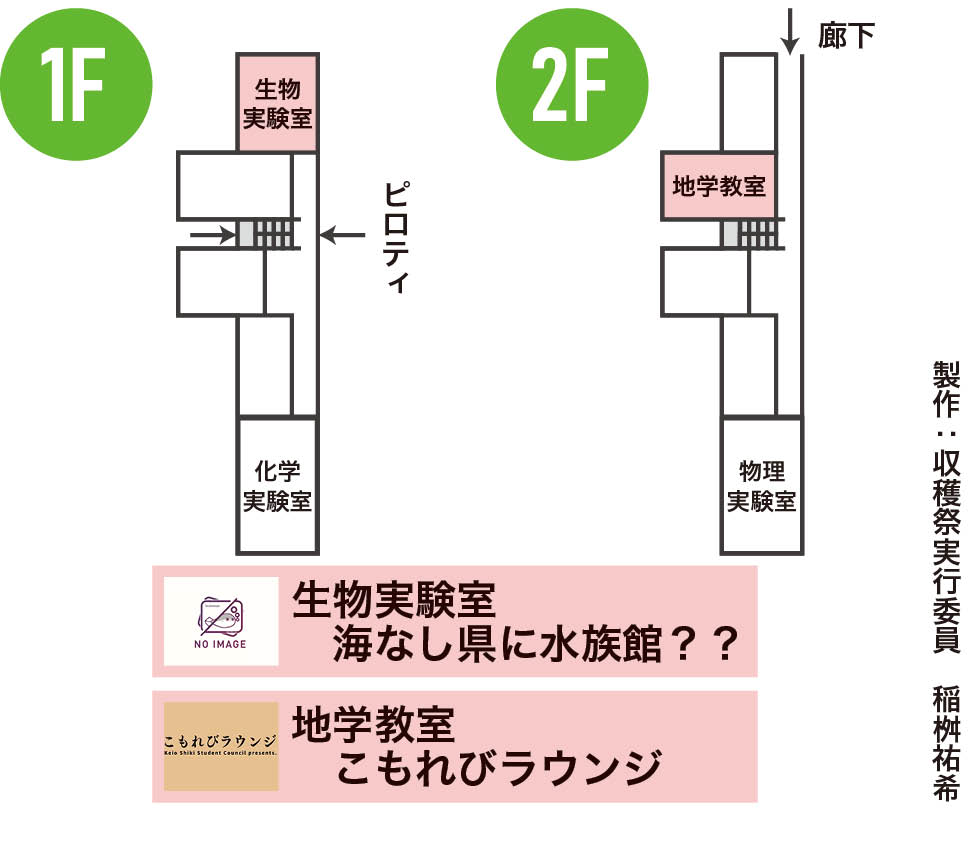 1F
生物
実験室
ピロティ
化学
実験室
2F
廊下
地学教室
物理
実験室
NO IMAGE
生物実験室
海なし県に水族館？？
こもれびラウンジ
Keio Shiki Student Council presents.
地学教室
こもれびラウンジ
製作：収穫祭実行委員　稲桝祐希